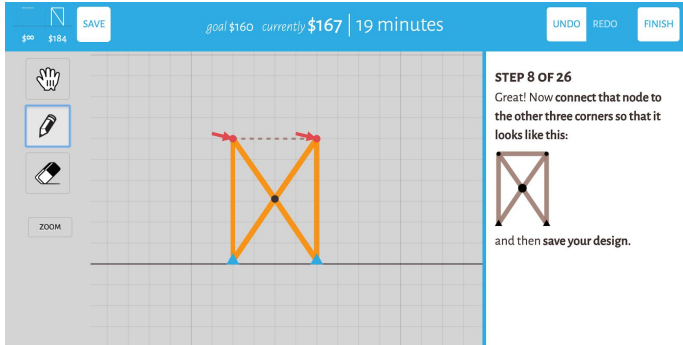 $∞ $184
SAVE
goal $160 currently $167 | 19 minutes
UNDO REDO
FINISH
ZOOM
STEP 8 OF 26
Great! Now connect that node to
the other three corners so that it
looks like this:
and then save your design.